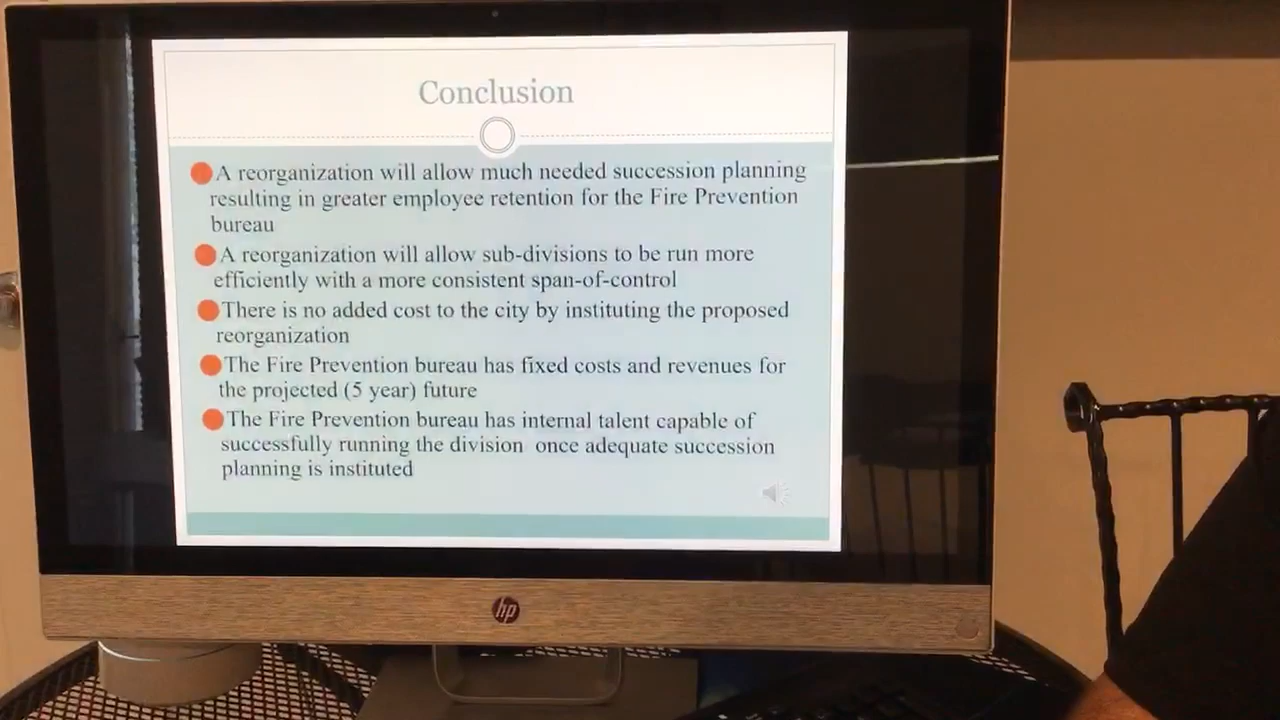 Conclusion
A reorganization will allow much needed succession planning
resulting in greater employee retention for the Fire Prevention
bureau
A reorganization will allow sub-divisions to be run more
efficiently with a more consistent span-of-control
There is no added cost to the city by instituting the proposed
reorganization
The Fire Prevention bureau has fixed costs and revenues for
the projected (5 year) future
The Fire Prevention bureau has internal talent capable of
successfully running the division once adequate succession
planning is instituted
hp